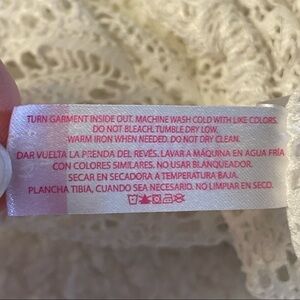 TURN GARMENT INSIDE OUT. MACHINE WASH COLD WITH LIKE COLORS.
DO NOT BLEACH. TUMBLE DRY LOW.
WARM IRON WHEN NEEDED. DO NOT DRY CLEAN.
DAR VUELTA LA PRENDA DEL REVÉS. LAVAR A MÁQUINA EN AGUA FRÍA
CON COLORES SIMILARES. NO USAR BLANQUEADOR.
SECAR EN SECADORA A TEMPERATURA BAJA.
PLANCHA TIBIA, CUANDO SEA NECESARIO. NO LIMPIAR EN SECO.